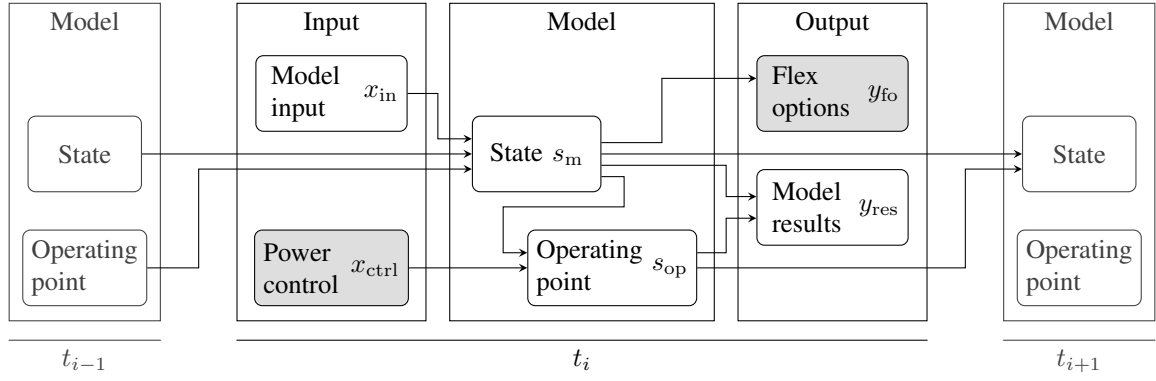 Model
Input
Model
Output
Model
Model
input x_in
Flex
options y_fo
State
State s_m
State
Model
results y_res
Operating
point
Power
control x_ctrl
Operating
point s_op
Operating
point
t_{i−1}
t_i
t_{i+1}